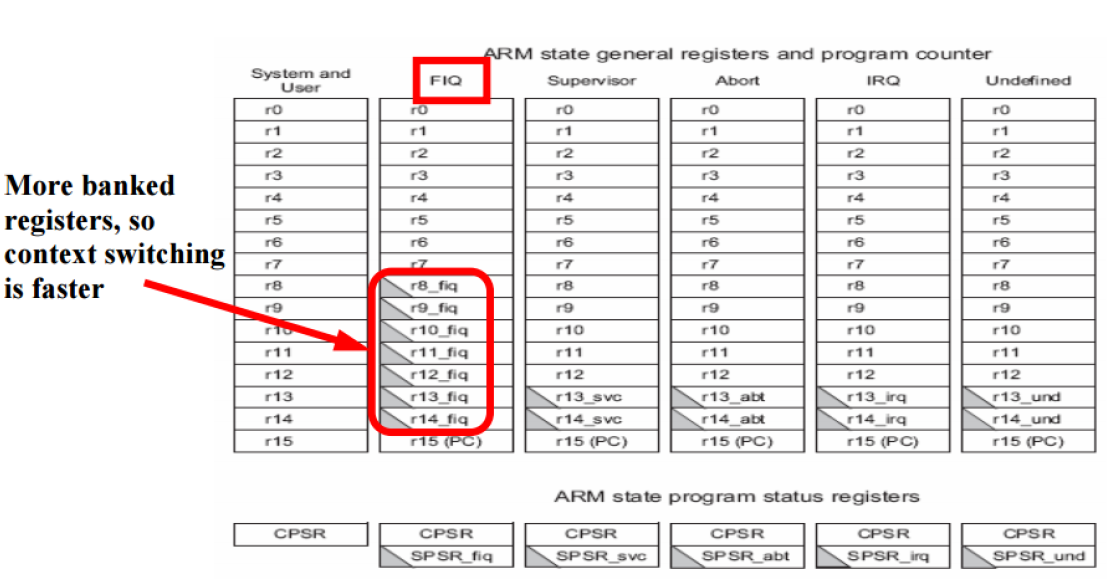 ARM state general registers and program counter
System and
User
FIQ Supervisor Abort IRQ Undefined
r0 r0 r0 r0 r0 r0
r1 r1 r1 r1 r1 r1
r2 r2 r2 r2 r2 r2
r3 r3 r3 r3 r3 r3
r4 r4 r4 r4 r4 r4
r5 r5 r5 r5 r5 r5
r6 r6 r6 r6 r6 r6
r7 r7 r7 r7 r7 r7
r8 r8_fiq r8 r8 r8 r8
r9 r9_fiq r9 r9 r9 r9
r10 r10_fiq r10 r10 r10 r10
r11 r11_fiq r11 r11 r11 r11
r12 r12_fiq r12 r12 r12 r12
r13 r13_fiq r13_svc r13_abt r13_irq r13_und
r14 r14_fiq r14_svc r14_abt r14_irq r14_und
r15 r15 (PC) r15 (PC) r15 (PC) r15 (PC) r15 (PC)
More banked
registers, so
context switching
is faster
ARM state program status registers
CPSR CPSR CPSR CPSR CPSR CPSR
SPSR_fiq SPSR_svc SPSR_abt SPSR_irq SPSR_und